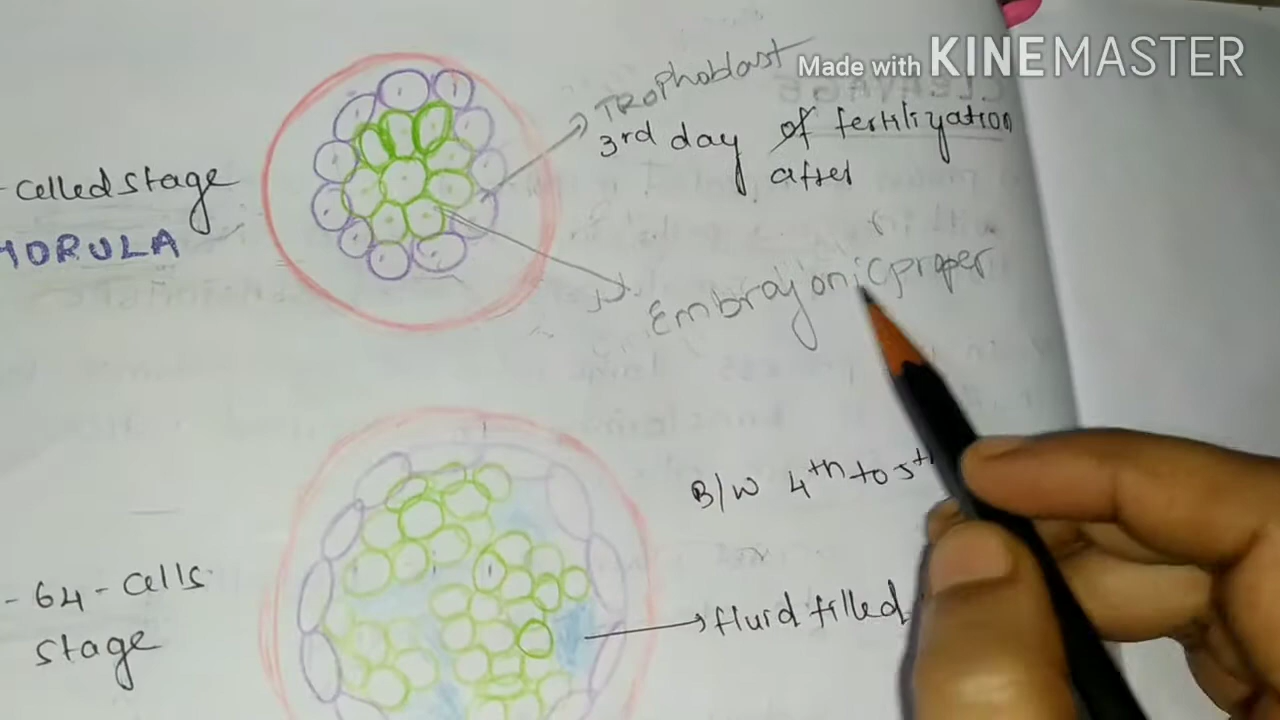 Made with KINEMASTER
Trophoblast
3rd day of fertilization
after
-celled stage
MORULA
Embrayonic proper
B/W 4th to 5th
- 64 - cells
stage
fluid filled